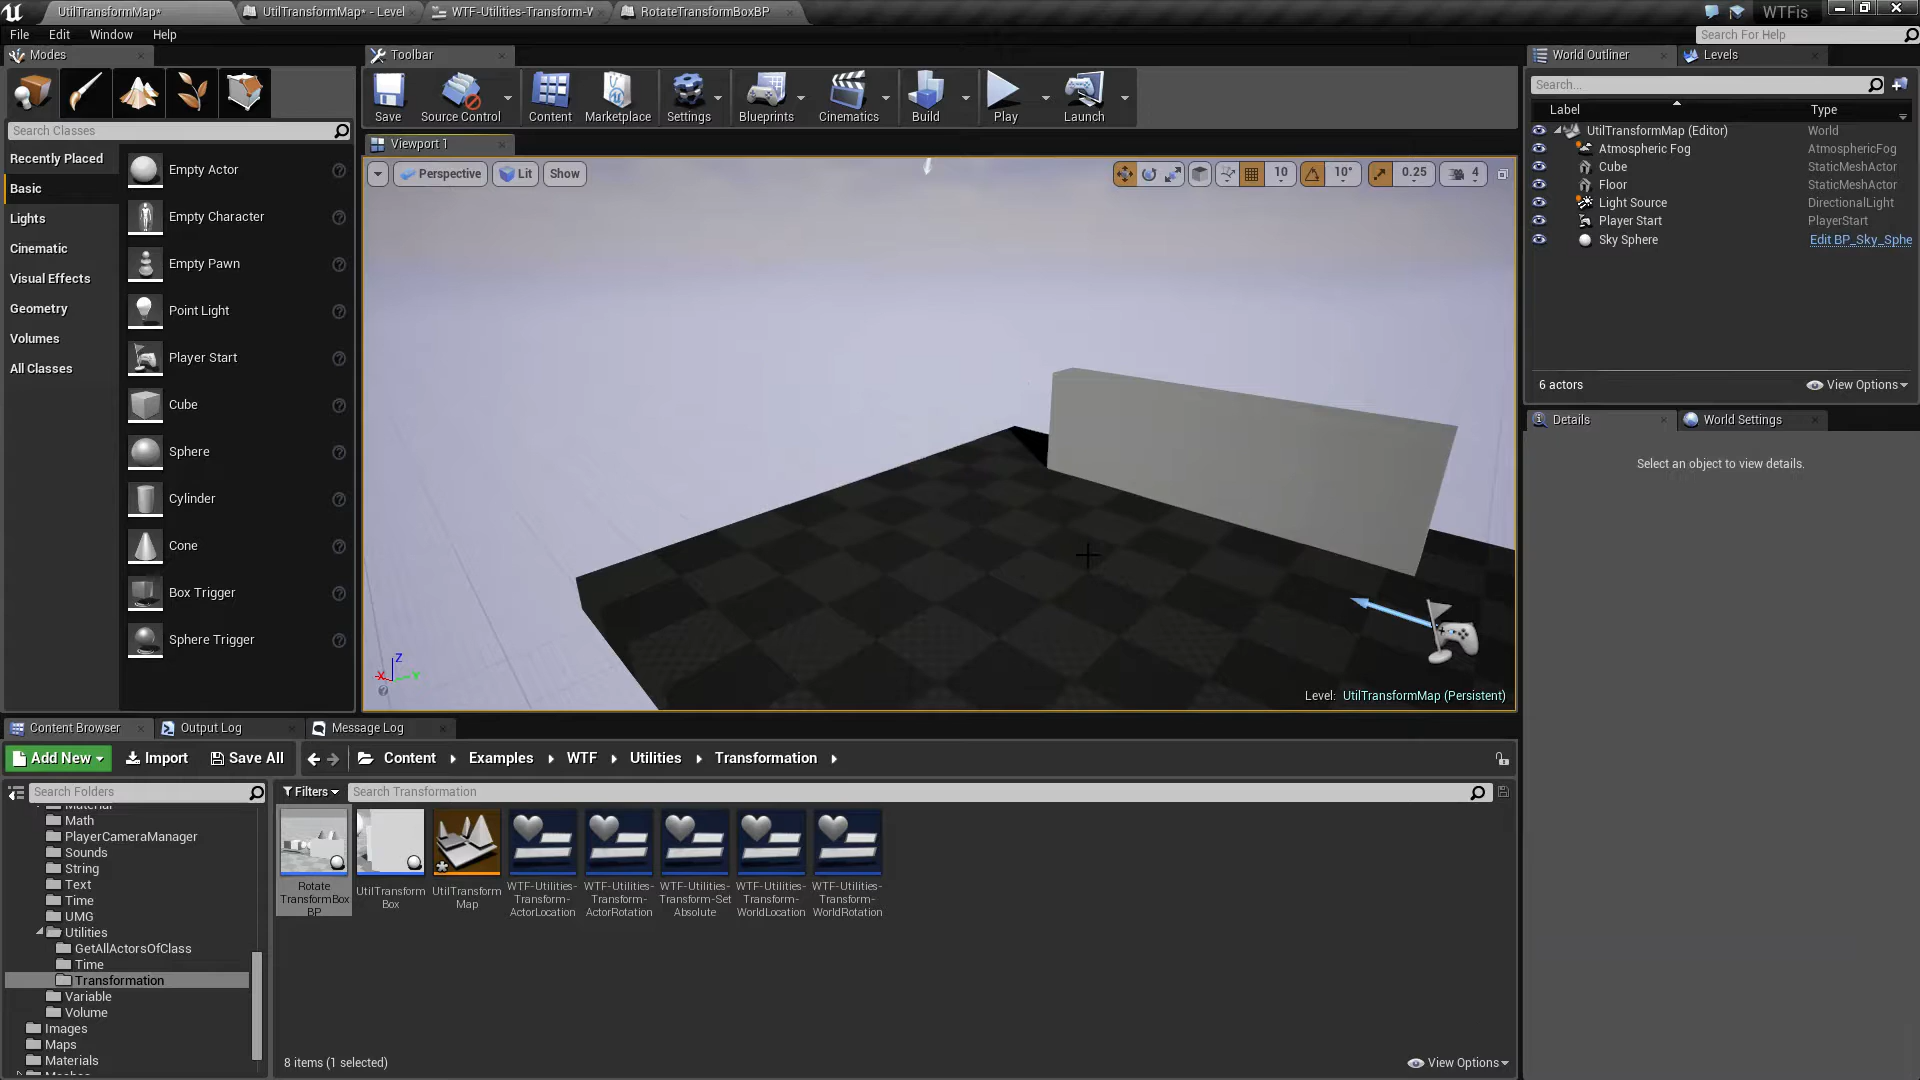 UtilTransformMap*
UtilTransformMap* - Level
WTF-Utilities-Transform-W
RotateTransformBoxBP
WTFis
File
Edit
Window
Help
Search For Help
Modes
Toolbar
World Outliner
Levels
Save
Source Control
Content
Marketplace
Settings
Blueprints
Cinematics
Build
Play
Launch
Search...
Label
Type
Search Classes
Viewport 1
UtilTransformMap (Editor)
World
Atmospheric Fog
AtmosphericFog
Cube
StaticMeshActor
Floor
StaticMeshActor
Light Source
DirectionalLight
Player Start
PlayerStart
Sky Sphere
Edit BP_Sky_Sphe
6 actors
View Options
Details
World Settings
Select an object to view details.
Recently Placed
Basic
Lights
Cinematic
Visual Effects
Geometry
Volumes
All Classes
Empty Actor
Empty Character
Empty Pawn
Point Light
Player Start
Cube
Sphere
Cylinder
Cone
Box Trigger
Sphere Trigger
Perspective
Lit
Show
10
10°
0.25
4
Z
X
Y
Level: UtilTransformMap (Persistent)
Content Browser
Output Log
Message Log
Add New
Import
Save All
Content
Examples
WTF
Utilities
Transformation
Search Folders
Filters
Search Transformation
Math
PlayerCameraManager
Sounds
String
Text
Time
UMG
Utilities
GetAllActorsOfClass
Time
Transformation
Variable
Volume
Images
Maps
Materials
Rotate
TransformBox
BP
UtilTransform
Box
UtilTransform
Map
WTF-Utilities-
Transform-
ActorLocation
WTF-Utilities-
Transform-
ActorRotation
WTF-Utilities-
Transform-Set
Absolute
WTF-Utilities-
Transform-
WorldLocation
WTF-Utilities-
Transform-
WorldRotation
8 items (1 selected)
View Options